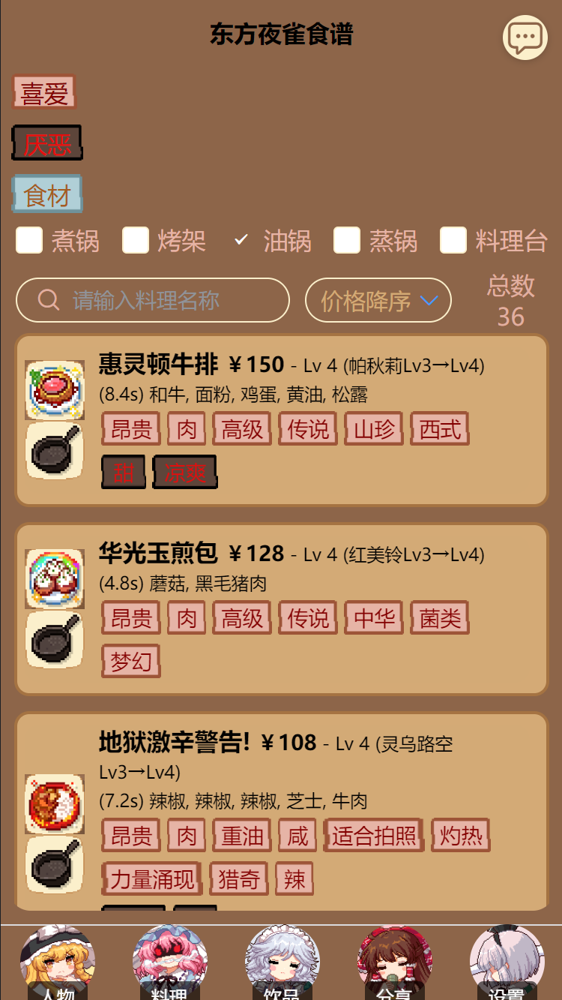 东方夜雀食谱
喜爱
厌恶
食材
煮锅 烤架 油锅 蒸锅 料理台
请输入料理名称 价格降序 总数
36
惠灵顿牛排 ￥150 - Lv 4 (帕秋莉Lv3→Lv4)
(8.4s) 和牛, 面粉, 鸡蛋, 黄油, 松露
昂贵 肉 高级 传说 山珍 西式
甜 凉爽
华光玉煎包 ￥128 - Lv 4 (红美铃Lv3→Lv4)
(4.8s) 蘑菇, 黑毛猪肉
昂贵 肉 高级 传说 中华 菌类
梦幻
地狱激辛警告! ￥108 - Lv 4 (灵乌路空
Lv3→Lv4)
(7.2s) 辣椒, 辣椒, 辣椒, 芝士, 牛肉
昂贵 肉 重油 咸 适合拍照 灼热
力量涌现 猎奇 辣
人物 料理 饮品 分享 设置